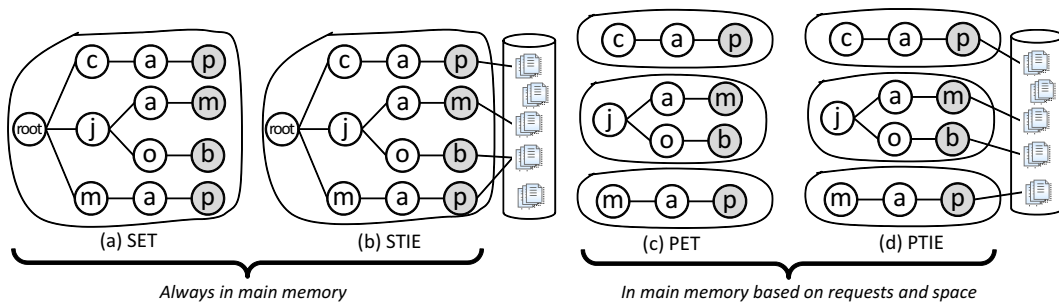 c a p c a p c a p c a p
a m a m a m a m
root j root j j j
o b o b o b o b
m a p m a p m a p m a p
(a) SET (b) STIE (c) PET (d) PTIE
Always in main memory In main memory based on requests and space